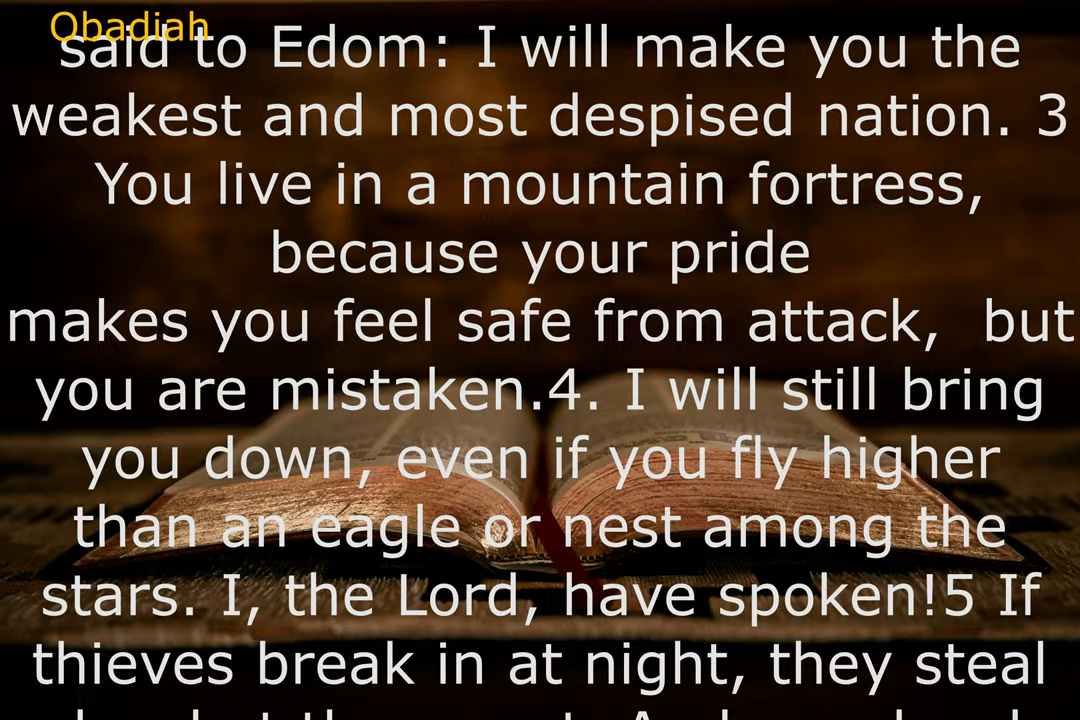 Obadiah
said to Edom: I will make you the
weakest and most despised nation. 3
You live in a mountain fortress,
because your pride
makes you feel safe from attack,  but
you are mistaken.4. I will still bring
you down, even if you fly higher
than an eagle or nest among the
stars. I, the Lord, have spoken!5 If
thieves break in at night, they steal